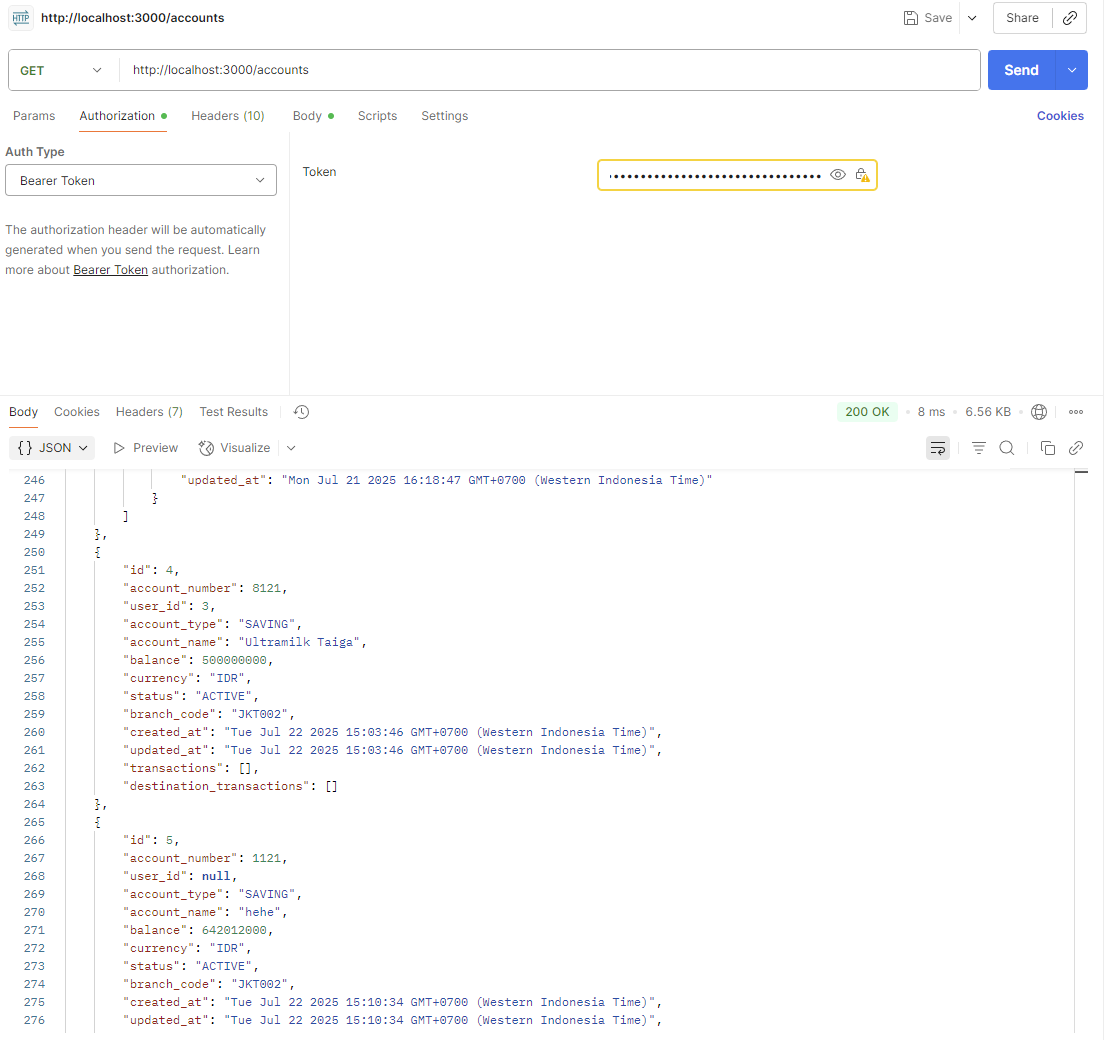 HTTP http://localhost:3000/accounts Save Share
GET http://localhost:3000/accounts Send
Params Authorization Headers (10) Body Scripts Settings Cookies
Auth Type
Bearer Token
Token
The authorization header will be automatically
generated when you send the request. Learn
more about Bearer Token authorization.
Body Cookies Headers (7) Test Results 200 OK • 8 ms • 6.56 KB •
{} JSON Preview Visualize
246 "updated_at": "Mon Jul 21 2025 16:18:47 GMT+0700 (Western Indonesia Time)"
247 }
248 ]
249 },
250 {
251 "id": 4,
252 "account_number": 8121,
253 "user_id": 3,
254 "account_type": "SAVING",
255 "account_name": "Ultramilk Taiga",
256 "balance": 500000000,
257 "currency": "IDR",
258 "status": "ACTIVE",
259 "branch_code": "JKT002",
260 "created_at": "Tue Jul 22 2025 15:03:46 GMT+0700 (Western Indonesia Time)",
261 "updated_at": "Tue Jul 22 2025 15:03:46 GMT+0700 (Western Indonesia Time)",
262 "transactions": [],
263 "destination_transactions": []
264 },
265 {
266 "id": 5,
267 "account_number": 1121,
268 "user_id": null,
269 "account_type": "SAVING",
270 "account_name": "hehe",
271 "balance": 642012000,
272 "currency": "IDR",
273 "status": "ACTIVE",
274 "branch_code": "JKT002",
275 "created_at": "Tue Jul 22 2025 15:10:34 GMT+0700 (Western Indonesia Time)",
276 "updated_at": "Tue Jul 22 2025 15:10:34 GMT+0700 (Western Indonesia Time)",